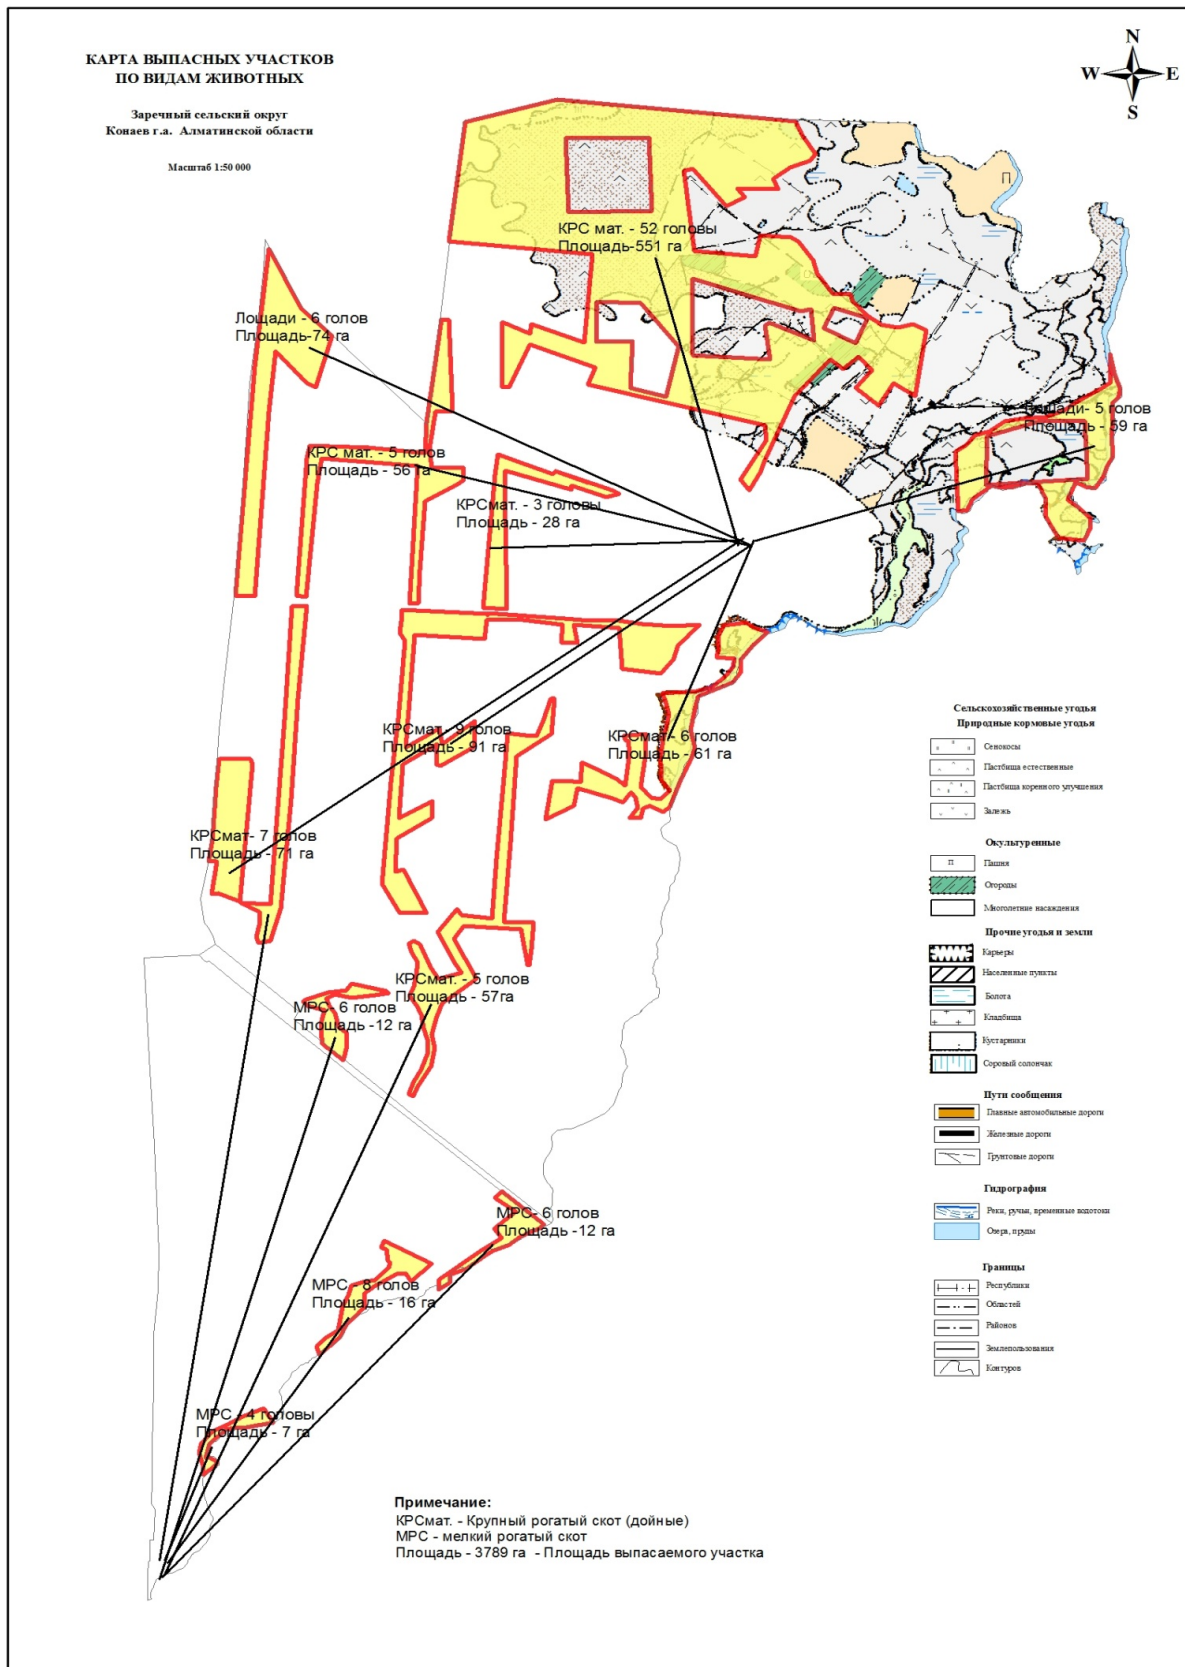 КАРТА ВЫПАСНЫХ УЧАСТКОВ
ПО ВИДАМ ЖИВОТНЫХ
Заречный сельский округ
Конаев г.а. Алматинской области
Масштаб 1:50 000
N
W
E
S
П
КРС мат. - 52 головы
Площадь-551 га
Лощади - 6 голов
Площадь-74 га
Лощади- 5 голов
Площадь - 59 га
КРС мат. - 5 голов
Площадь - 56 га
КРСмат. - 3 головы
Площадь - 28 га
КРСмат.- 9 голов
Площадь - 91 га
КРСмат.- 6 голов
Площадь - 61 га
КРСмат- 7 голов
Площадь - 71 га
КРСмат. - 5 голов
Площадь - 57га
МРС- 6 голов
Площадь -12 га
МРС- 6 голов
Площадь -12 га
МРС - 8 голов
Площадь - 16 га
МРС - 4 головы
Площадь - 7 га
Сельскохозяйственные угодья
Природные кормовые угодья
Сенокосы
Пастбища естественные
Пастбища коренного улучшения
Залежь
Окультуренные
П
Пашня
Огороды
Многолетние насаждения
Прочие угодья и земли
Карьеры
Населенные пункты
Болота
Кладбища
Кустарники
Соровый солончак
Пути сообщения
Главные автомобильные дороги
Железные дороги
Грунтовые дороги
Гидрография
Реки, ручьи, временные водотоки
Озера, пруды
Границы
Республики
Областей
Районов
Землепользования
Контуров
Примечание:
КРСмат. - Крупный рогатый скот (дойные)
МРС - мелкий рогатый скот
Площадь - 3789 га - Площадь выпасаемого участка